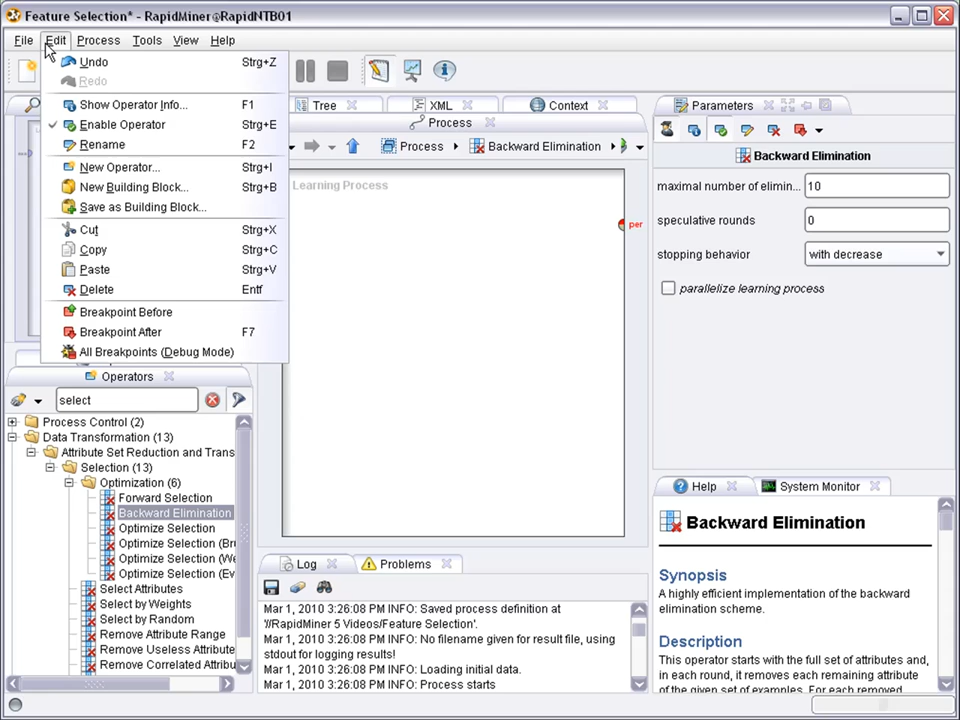 Feature Selection* - RapidMiner@RapidNTB01
File Edit Process Tools View Help
Undo Strg+Z
Redo
Show Operator Info... F1
Enable Operator Strg+E
Rename F2
New Operator... Strg+I
New Building Block... Strg+B
Save as Building Block...
Cut Strg+X
Copy Strg+C
Paste Strg+V
Delete Entf
Breakpoint Before
Breakpoint After F7
All Breakpoints (Debug Mode)
Tree XML Context
Process
Process Backward Elimination
Learning Process
per
Parameters
Backward Elimination
maximal number of elimin... 10
speculative rounds 0
stopping behavior with decrease
parallelize learning process
Operators
select
Process Control (2)
Data Transformation (13)
Attribute Set Reduction and Trans
Selection (13)
Optimization (6)
Forward Selection
Backward Elimination
Optimize Selection
Optimize Selection (Bru
Optimize Selection (We
Optimize Selection (Ev
Select Attributes
Select by Weights
Select by Random
Remove Attribute Range
Remove Useless Attribute
Remove Correlated Attribu
Log Problems
Mar 1, 2010 3:26:08 PM INFO: Saved process definition at
'//RapidMiner 5 Videos/Feature Selection'.
Mar 1, 2010 3:26:08 PM INFO: No filename given for result file, using
stdout for logging results!
Mar 1, 2010 3:26:08 PM INFO: Loading initial data.
Mar 1, 2010 3:26:08 PM INFO: Process starts
Help System Monitor
Backward Elimination
Synopsis
A highly efficient implementation of the backward
elimination scheme.
Description
This operator starts with the full set of attributes and,
in each round, it removes each remaining attribute
of the given set of examples. For each removed